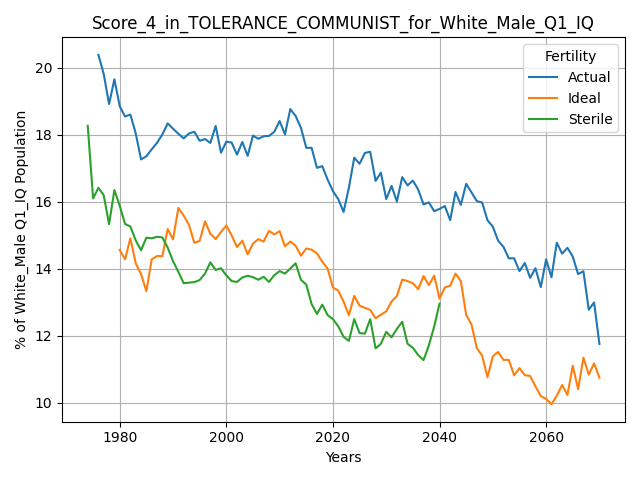 Score_4_in_TOLERANCE_COMMUNIST_for_White_Male_Q1_IQ
Fertility
Actual
Ideal
Sterile
% of White_Male Q1_IQ Population
20
18
16
14
12
10
1980
2000
2020
2040
2060
Years